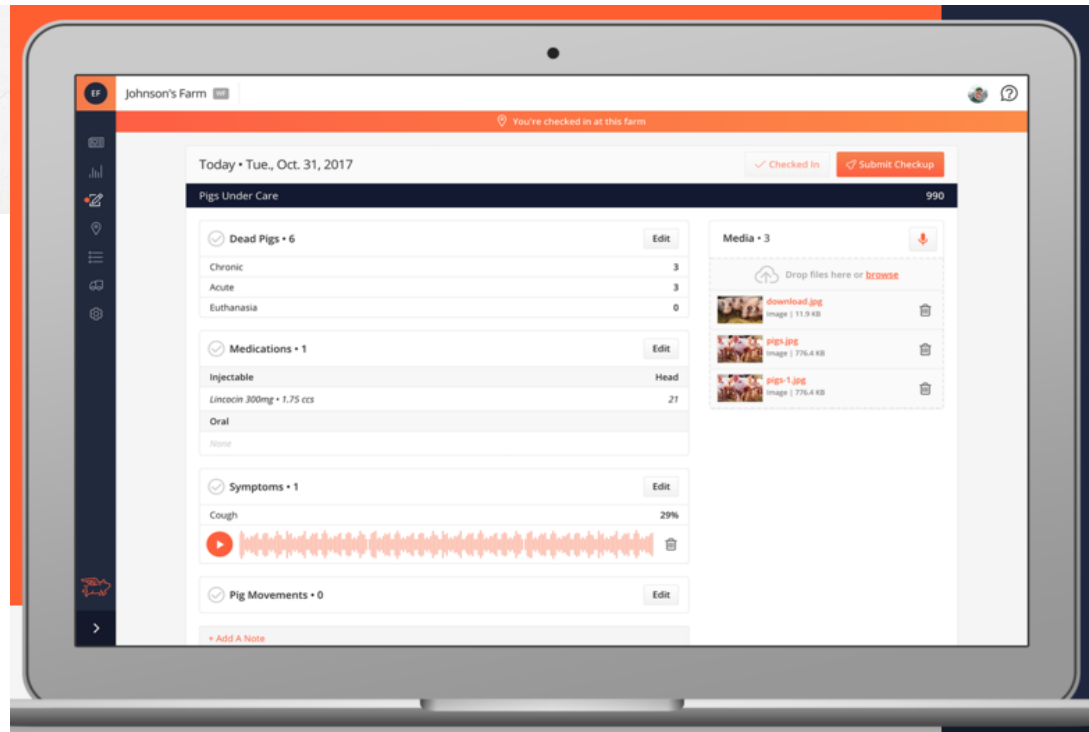 EF Johnson's Farm WF
You're checked in at this farm
Today • Tue., Oct. 31, 2017 Checked In Submit Checkup
Pigs Under Care 990
Dead Pigs • 6 Edit
Chronic 3
Acute 3
Euthanasia 0
Medications • 1 Edit
Injectable Head
Lincocin 300mg • 1.75 ccs 21
Oral
None
Symptoms • 1 Edit
Cough 29%
Pig Movements • 0 Edit
+ Add A Note
Media • 3
Drop files here or browse
download.jpg
Image | 11.9 KB
pigs.jpg
Image | 776.4 KB
pigs-1.jpg
Image | 776.4 KB